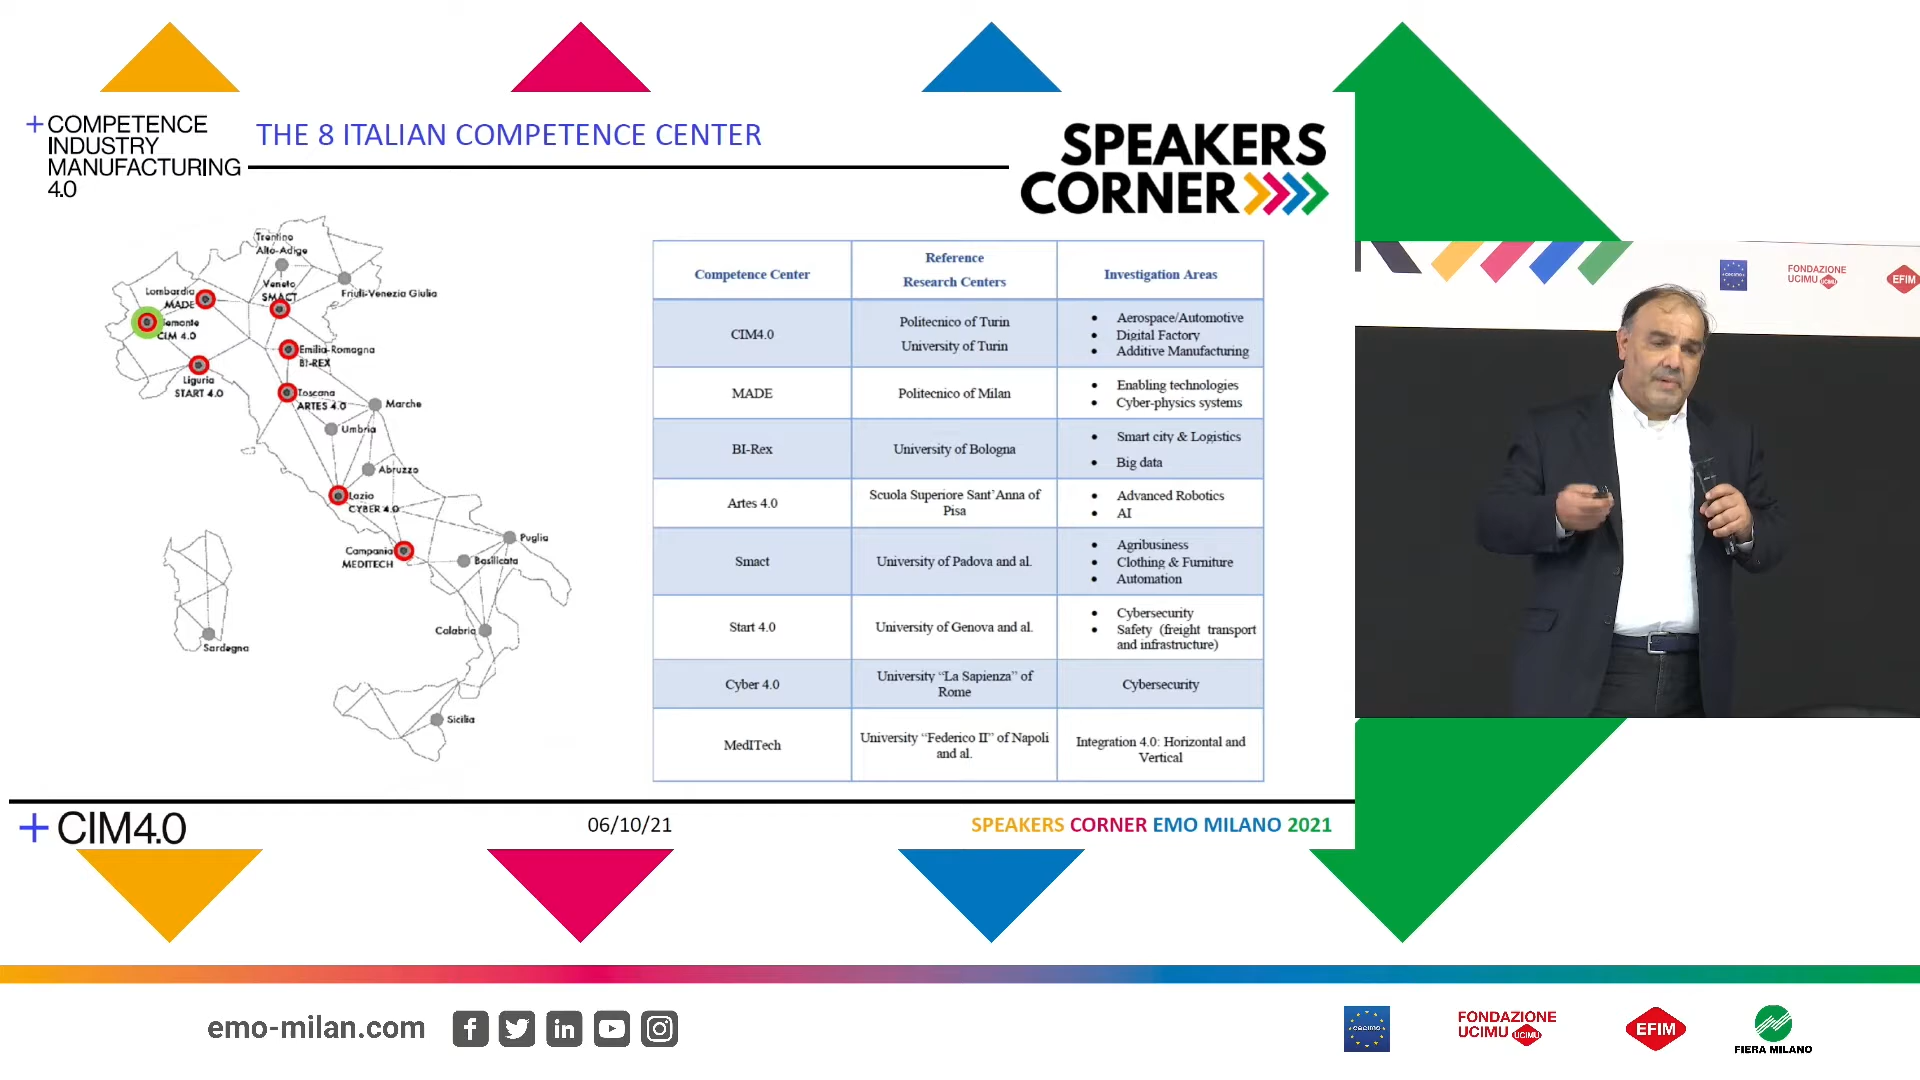 + COMPETENCE
INDUSTRY
MANUFACTURING
4.0
THE 8 ITALIAN COMPETENCE CENTER
SPEAKERS
CORNER
Trentino
Alto-Adige
Friuli-Venezia Giulia
Veneto
SMACT
Lombardia
MADE
iemonte
CIM 4.0
Emilia-Romagna
BI-REX
Liguria
START 4.0
Toscana
ARTES 4.0
Marche
Umbria
Abruzzo
Lazio
CYBER 4.0
Campania
MEDITECH
Puglia
Basilicata
Calabria
Sardegna
Sicilia
Competence Center
Reference
Research Centers
Investigation Areas
CIM4.0
Politecnico of Turin
University of Turin
• Aerospace/Automotive
• Digital Factory
• Additive Manufacturing
MADE
Politecnico of Milan
• Enabling technologies
• Cyber-physics systems
BI-Rex
University of Bologna
• Smart city & Logistics
• Big data
Artes 4.0
Scuola Superiore Sant'Anna of
Pisa
• Advanced Robotics
• AI
Smact
University of Padova and al.
• Agribusiness
• Clothing & Furniture
• Automation
Start 4.0
University of Genova and al.
• Cybersecurity
• Safety (freight transport
and infrastructure)
Cyber 4.0
University “La Sapienza” of
Rome
Cybersecurity
MedITech
University “Federico II” of Napoli
and al.
Integration 4.0: Horizontal and
Vertical
cecimo
FONDAZIONE
UCIMU UCIMU
EFIM
+ CIM4.0
06/10/21
SPEAKERS CORNER EMO MILANO 2021
emo-milan.com
cecimo
FONDAZIONE
UCIMU UCIMU
EFIM
FIERA MILANO